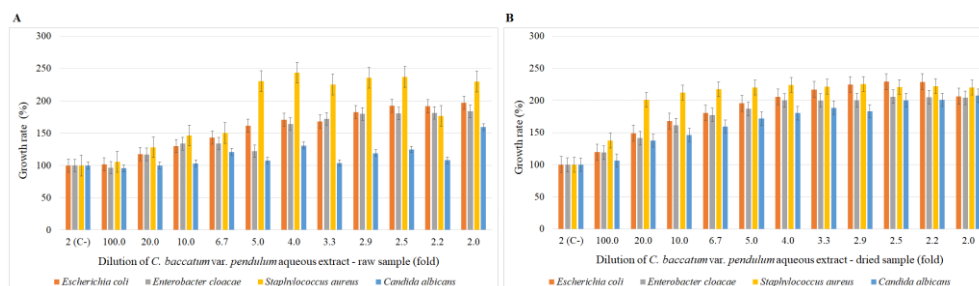 A
300
250
200
150
100
50
0
Growth rate (%)
2 (C-) 100.0 20.0 10.0 6.7 5.0 4.0 3.3 2.9 2.5 2.2 2.0
Dilution of C. baccatum var. pendulum aqueous extract - raw sample (fold)
Escherichia coli Enterobacter cloacae Staphylococcus aureus Candida albicans
B
300
250
200
150
100
50
0
Growth rate (%)
2 (C-) 100.0 20.0 10.0 6.7 5.0 4.0 3.3 2.9 2.5 2.2 2.0
Dilution of C. baccatum var. pendulum aqueous extract - dried sample (fold)
Escherichia coli Enterobacter cloacae Staphylococcus aureus Candida albicans